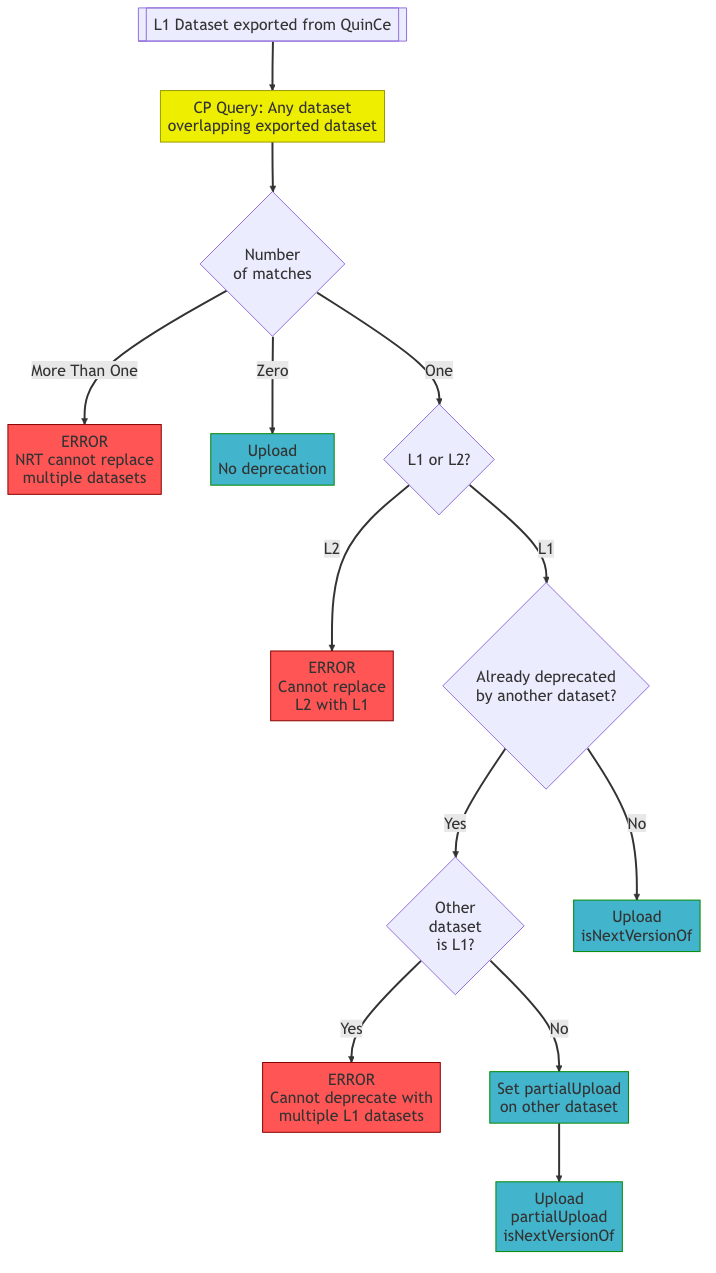 L1 Dataset exported from QuinCe
CP Query: Any dataset
overlapping exported dataset
Number
of matches
More Than One
Zero
One
ERROR
NRT cannot replace
multiple datasets
Upload
No deprecation
L1 or L2?
L2
L1
ERROR
Cannot replace
L2 with L1
Already deprecated
by another dataset?
Yes
No
Other
dataset
is L1?
Upload
isNextVersionOf
Yes
No
ERROR
Cannot deprecate with
multiple L1 datasets
Set partialUpload
on other dataset
Upload
partialUpload
isNextVersionOf